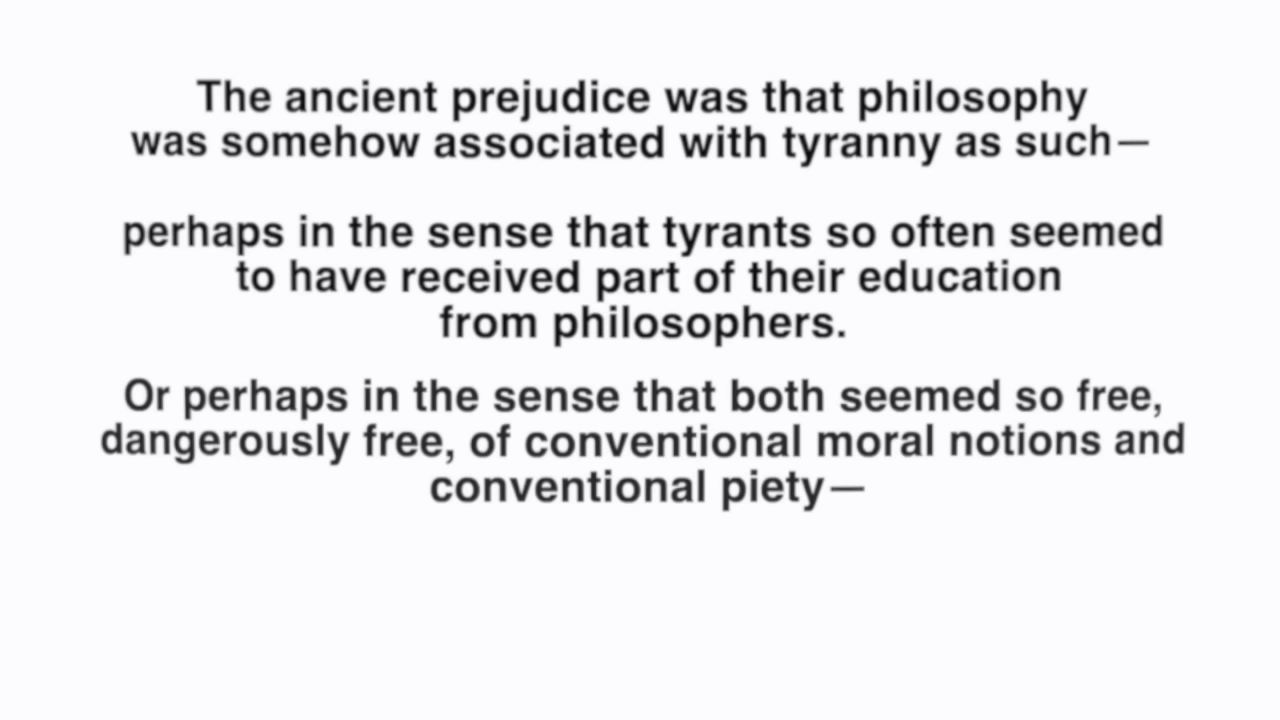 The ancient prejudice was that philosophy
was somehow associated with tyranny as such—
perhaps in the sense that tyrants so often seemed
to have received part of their education
from philosophers.
Or perhaps in the sense that both seemed so free,
dangerously free, of conventional moral notions and
conventional piety—